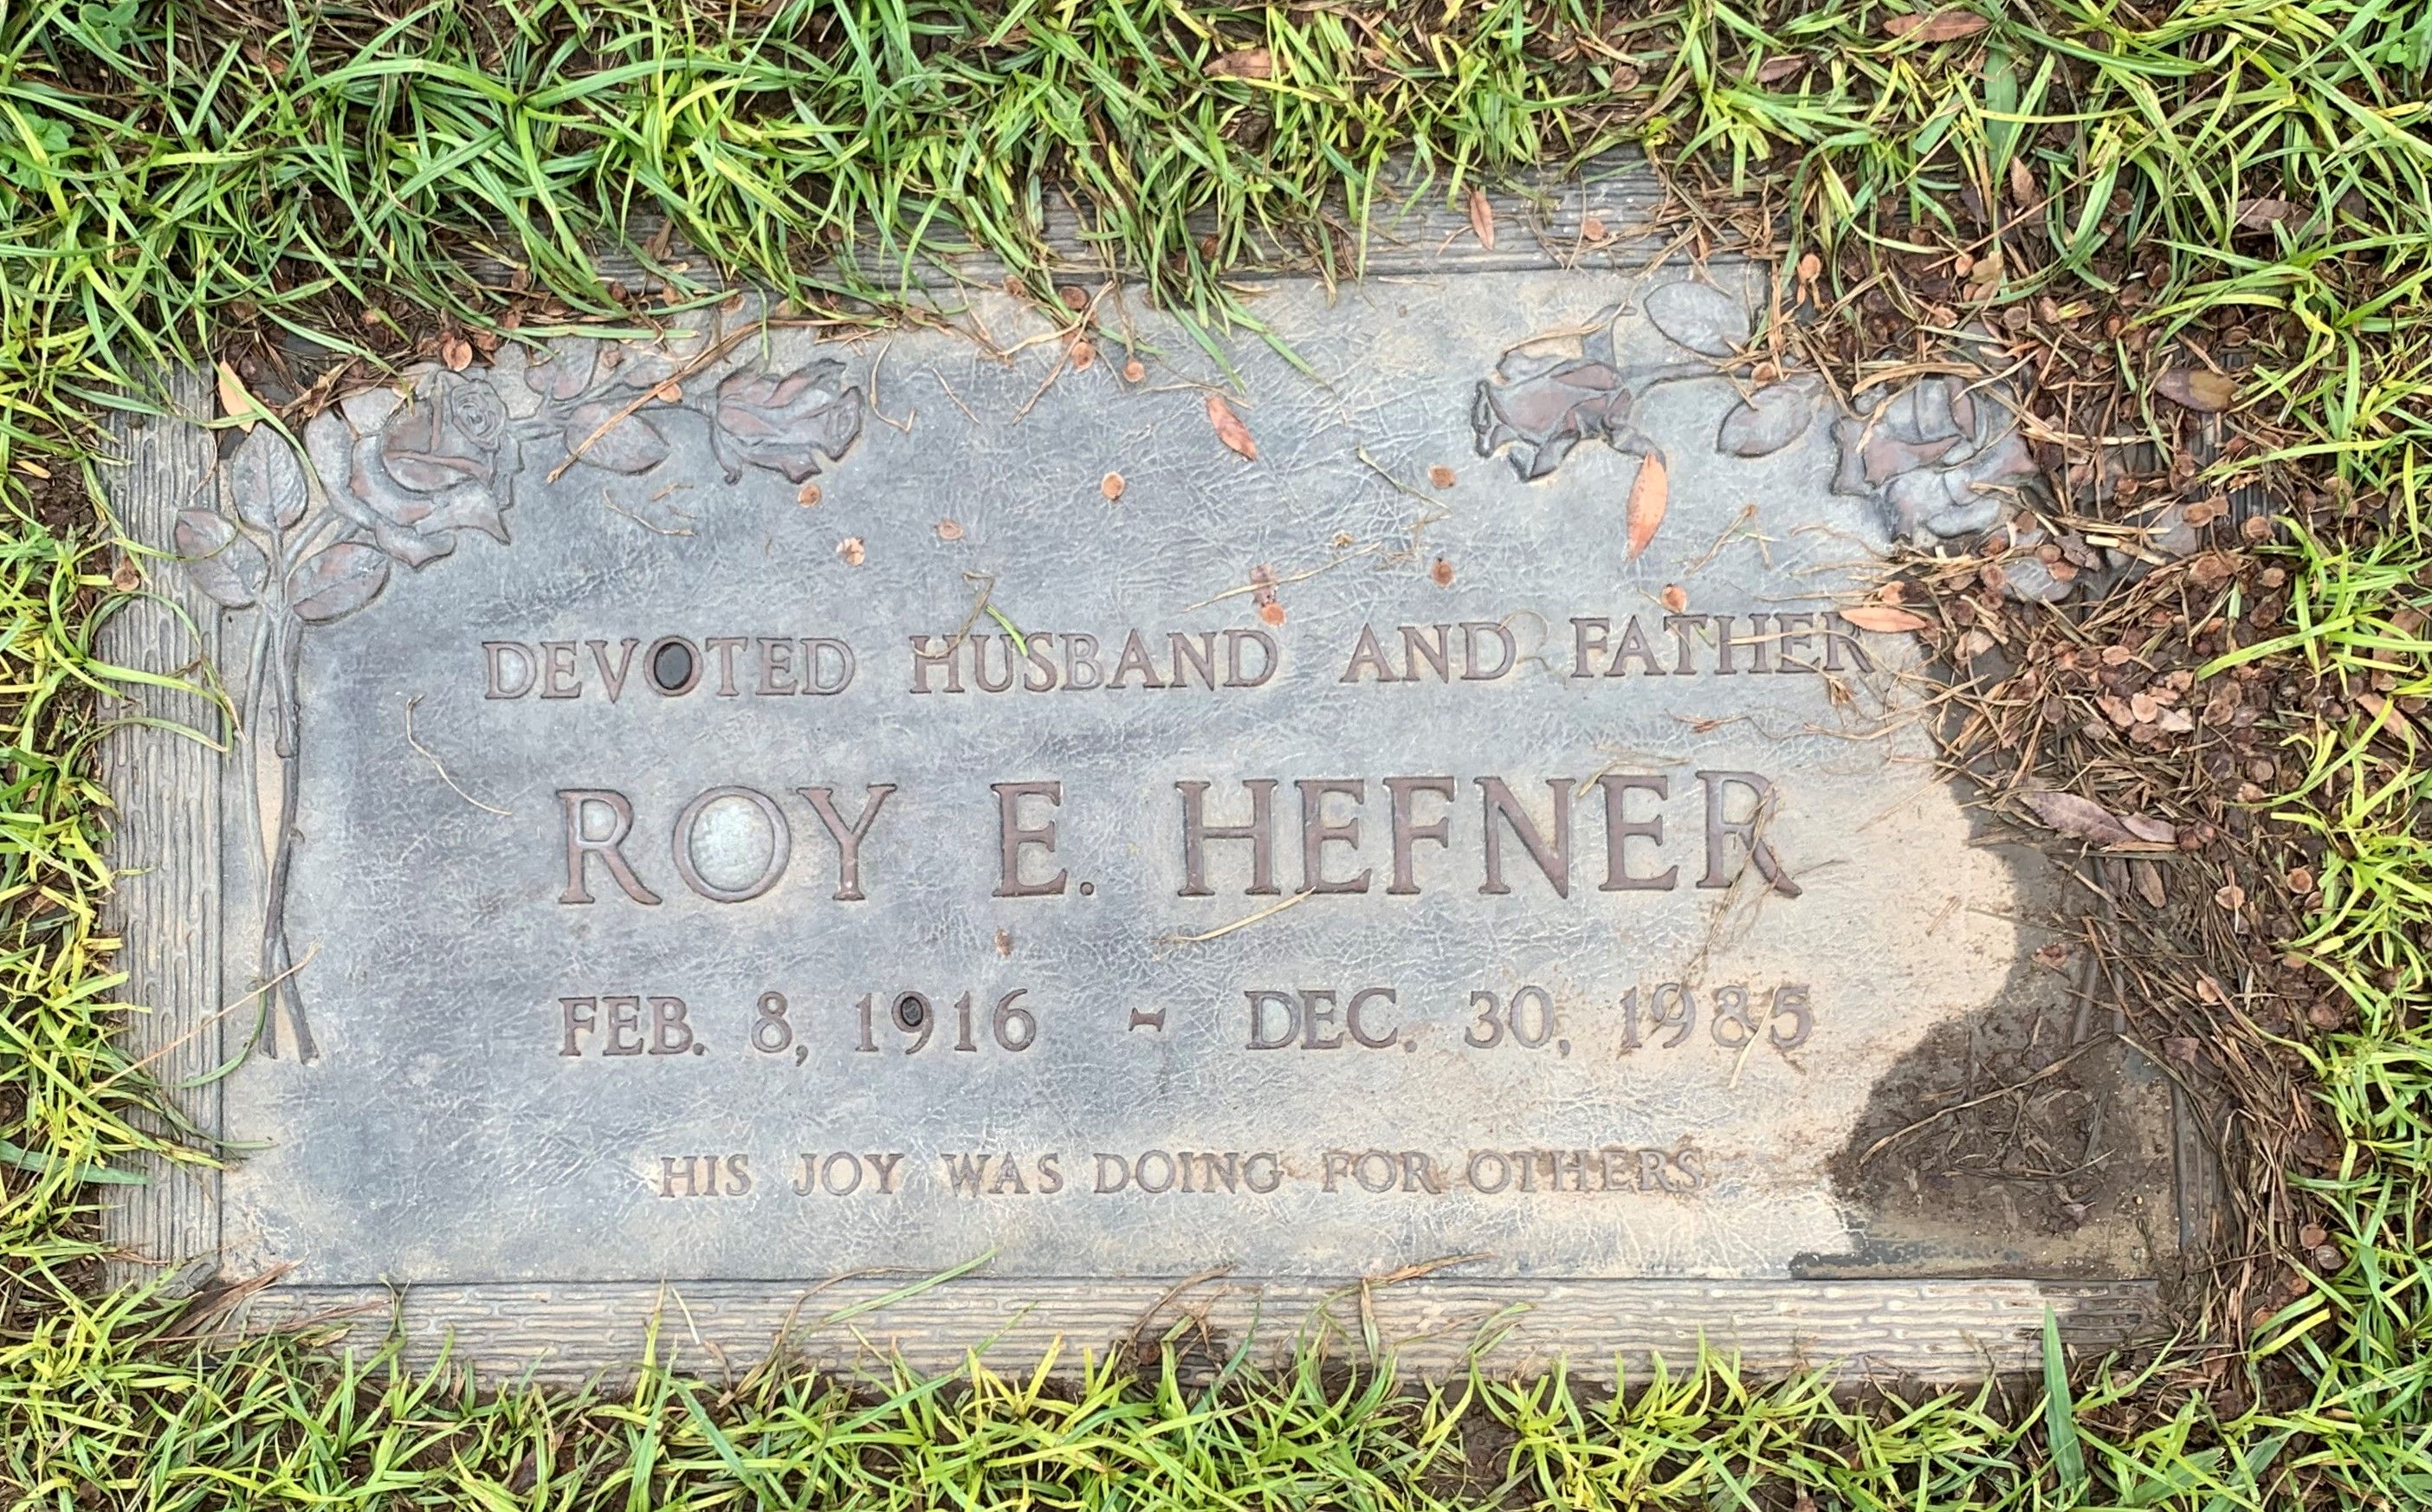 DEVOTED HUSBAND AND FATHER
ROY E. HEFNER
FEB. 8, 1916 - DEC. 30, 1985
HIS JOY WAS DOING FOR OTHERS